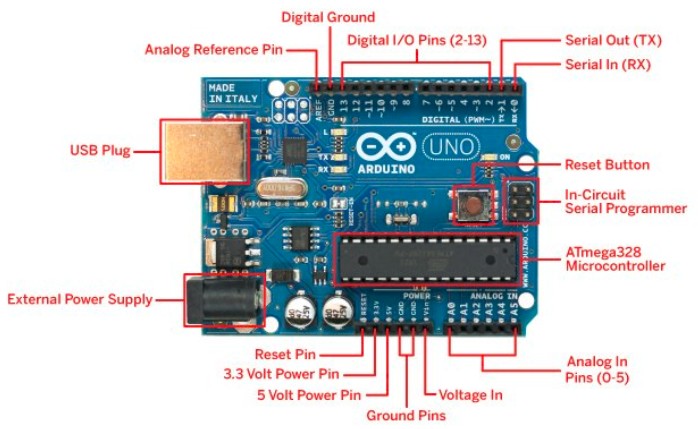 Digital Ground
Analog Reference Pin
Digital I/O Pins (2-13)
Serial Out (TX)
Serial In (RX)
MADE
IN ITALY
AREF
GND
13
12
~11
~10
~9
8
7
~6
~5
4
~3
2
TX→1
RX←0
DIGITAL (PWM~)
USB Plug
L
TX
RX
ARDUINO
UNO
ON
Reset Button
In-Circuit
Serial Programmer
RESET-EN
ATmega328
Microcontroller
External Power Supply
POWER
ANALOG IN
RESET
3.3V
5V
GND
GND
Vin
A0
A1
A2
A3
A4
A5
Reset Pin
3.3 Volt Power Pin
5 Volt Power Pin
Ground Pins
Voltage In
Analog In
Pins (0-5)